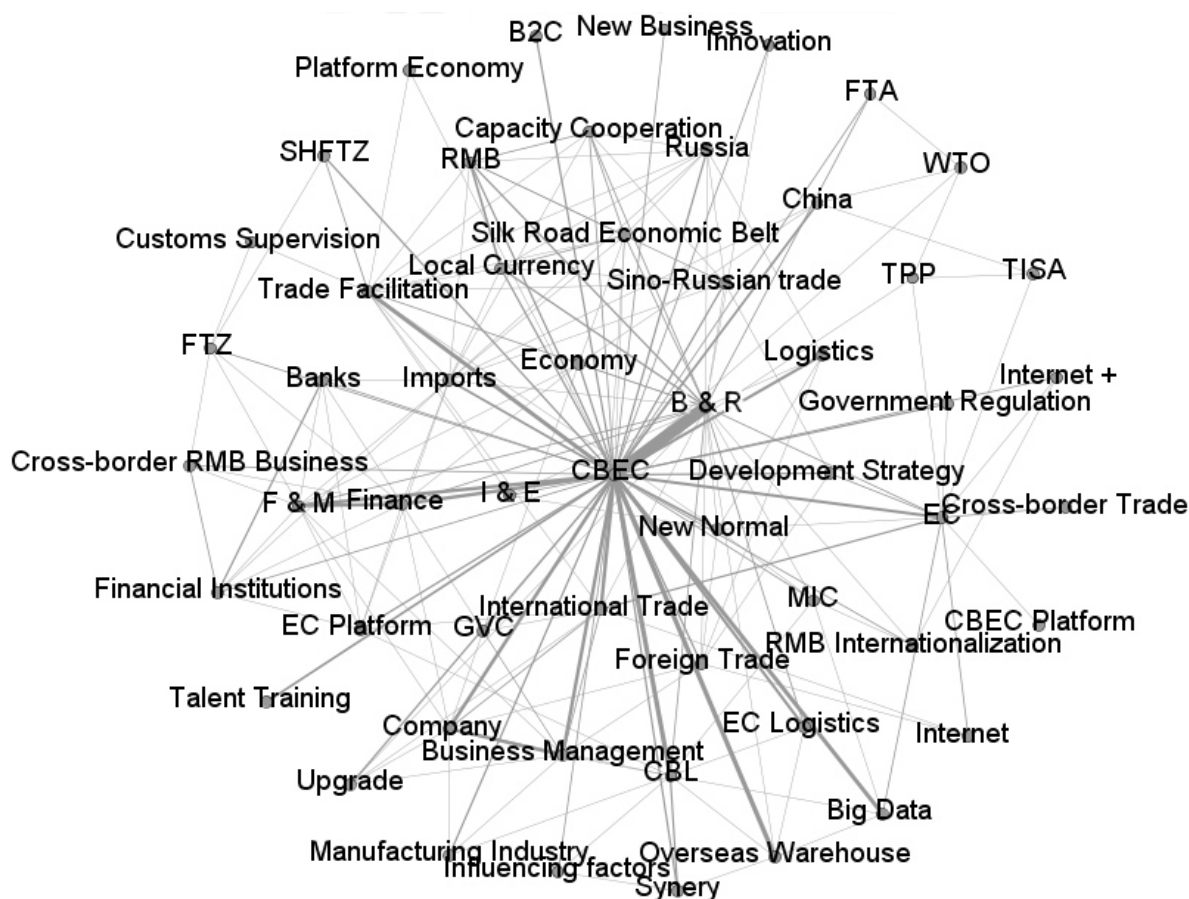 B2C
New Business
Innovation
Platform Economy
FTA
Capacity Cooperation
Russia
SHFTZ
RMB
WTO
China
Customs Supervision
Silk Road Economic Belt
Local Currency
Sino-Russian trade
TPP
TISA
Trade Facilitation
FTZ
Economy
Logistics
Banks
Imports
Internet +
B & R
Government Regulation
Cross-border RMB Business
CBEC
Development Strategy
F & M
Finance
I & E
EC
Cross-border Trade
New Normal
Financial Institutions
International Trade
MIC
EC Platform
GVC
CBEC Platform
RMB Internationalization
Foreign Trade
Talent Training
Company
EC Logistics
Internet
Business Management
CBL
Upgrade
Big Data
Manufacturing Industry
Overseas Warehouse
Influencing factors
Synery